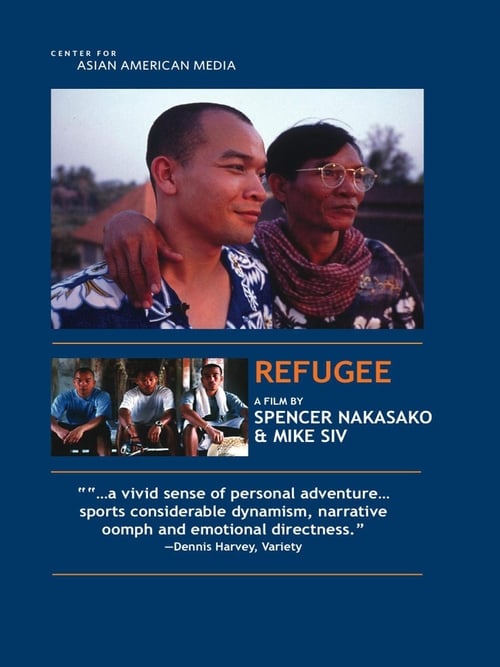 CENTER FOR
ASIAN AMERICAN MEDIA
REFUGEE
A FILM BY
SPENCER NAKASAKO
& MIKE SIV
““...a vivid sense of personal adventure...
sports considerable dynamism, narrative
oomph and emotional directness.”
—Dennis Harvey, Variety